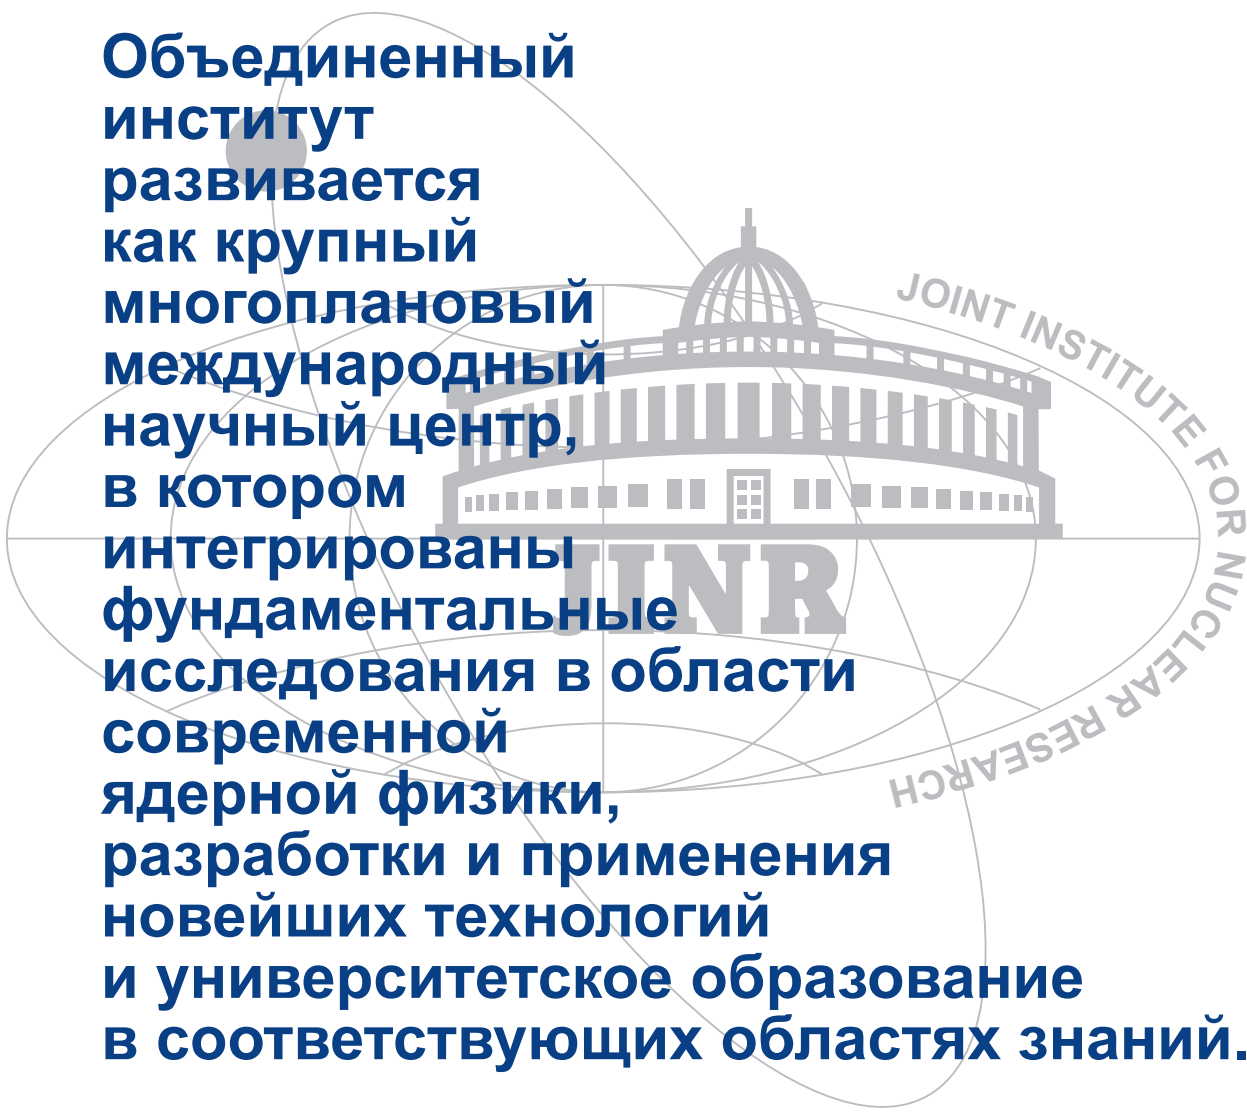 Объединенный
институт
развивается
как крупный
многоплановый
международный
научный центр,
в котором
интегрированы
фундаментальные
исследования в области
современной
ядерной физики,
разработки и применения
новейших технологий
и университетское образование
в соответствующих областях знаний.
JOINT INSTITUTE FOR NUCLEAR RESEARCH
JINR